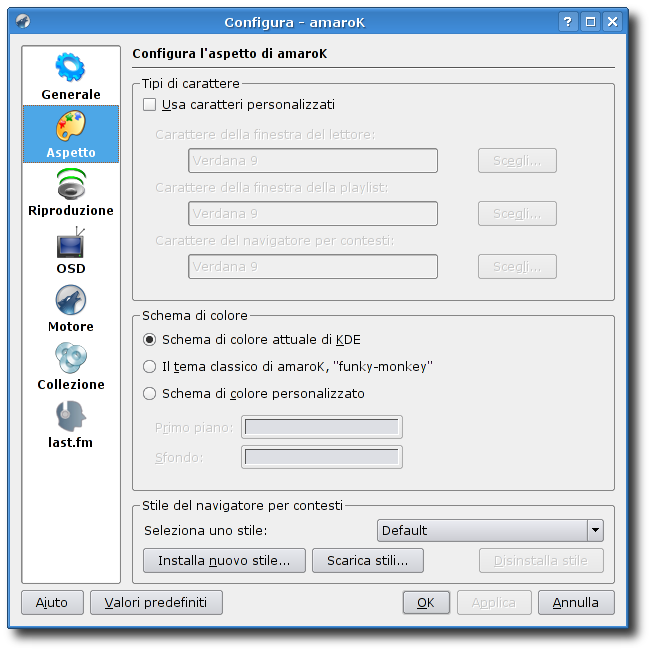 Configura - amaroK
Generale
Aspetto
Riproduzione
OSD
Motore
Collezione
last.fm
Configura l'aspetto di amaroK
Tipi di carattere
Usa caratteri personalizzati
Carattere della finestra del lettore:
Verdana 9 Scegli...
Carattere della finestra della playlist:
Verdana 9 Scegli...
Carattere del navigatore per contesti:
Verdana 9 Scegli...
Schema di colore
Schema di colore attuale di KDE
Il tema classico di amaroK, "funky-monkey"
Schema di colore personalizzato
Primo piano:
Sfondo:
Stile del navigatore per contesti
Seleziona uno stile: Default
Installa nuovo stile... Scarica stili... Disinstalla stile
Aiuto Valori predefiniti OK Applica Annulla